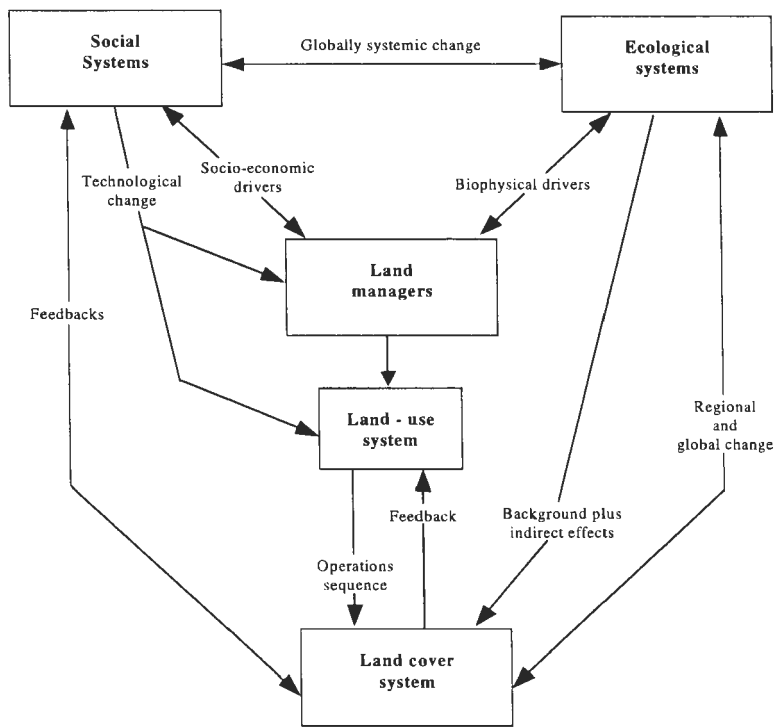 Social
Systems
Globally systemic change
Ecological
systems
Technological
change
Socio-economic
drivers
Biophysical drivers
Land
managers
Feedbacks
Land - use
system
Regional
and
global change
Feedback
Background plus
indirect effects
Operations
sequence
Land cover
system